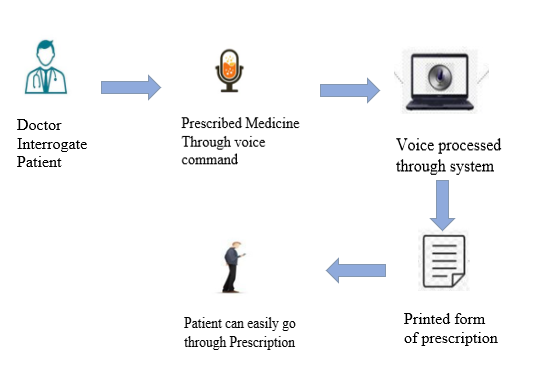 Doctor
Interrogate
Patient
Prescribed Medicine
Through voice
command
Voice processed
through system
Printed form
of prescription
Patient can easily go
through Prescription